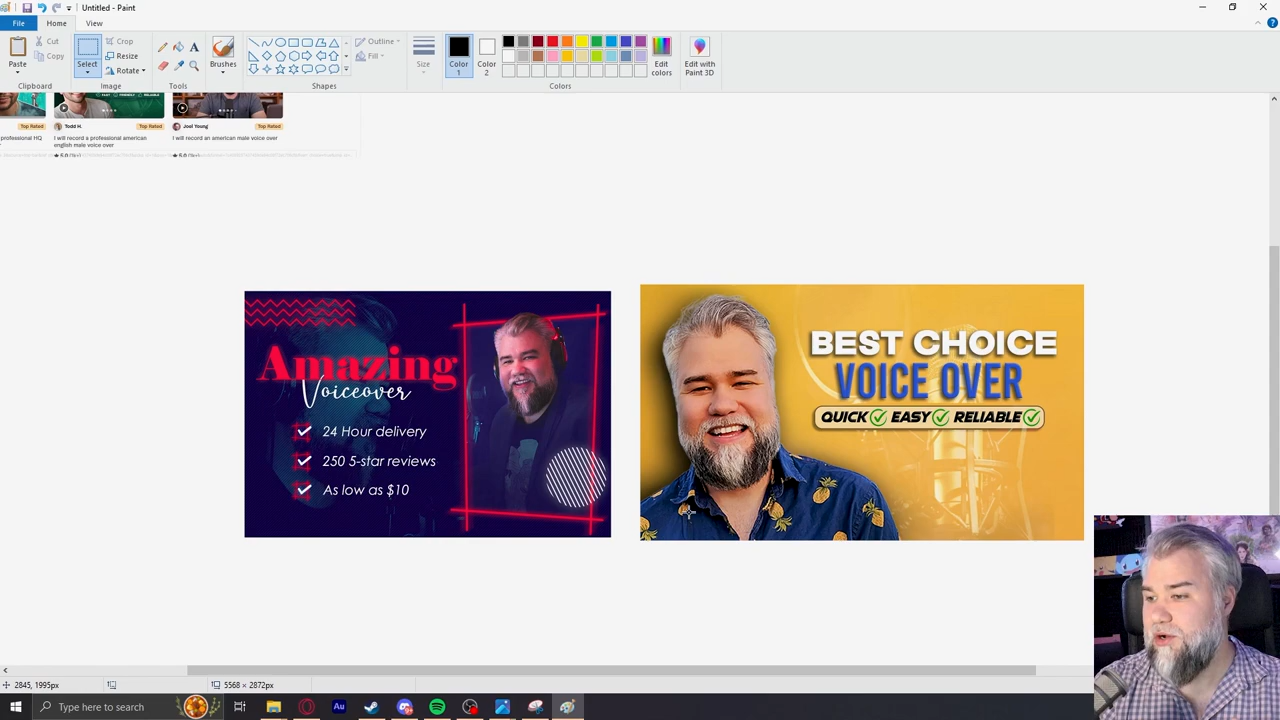 Untitled - Paint
File
Home
View
Paste
Cut
Copy
Clipboard
Select
Crop
Resize
Rotate
Image
A
Tools
Brushes
Outline
Fill
Shapes
Size
Color 1
Color 2
Edit colors
Colors
Edit with Paint 3D
Top Rated
Todd H.
Top Rated
Joel Young
Top Rated
professional HQ
I will record a professional american
english male voice over
I will record an american male voice over
Amazing
Voiceover
24 Hour delivery
250 5-star reviews
As low as $10
BEST CHOICE
VOICE OVER
QUICK EASY RELIABLE
2845, 1995px
5568 × 2872px
Type here to search
Au